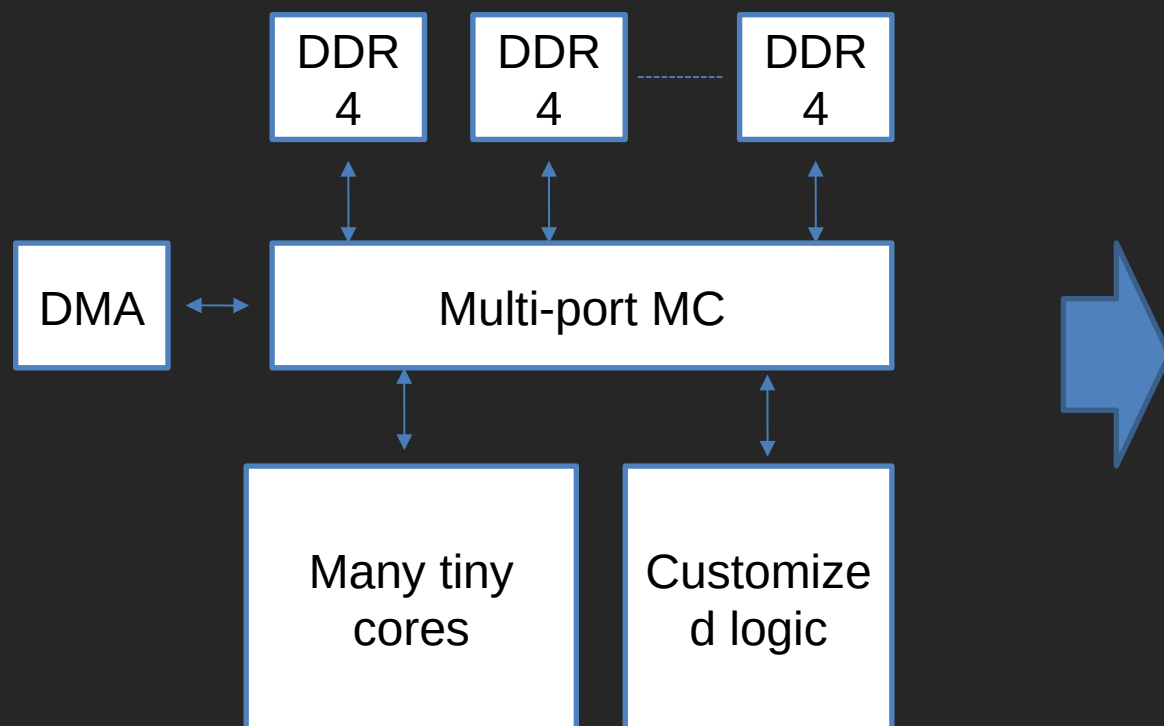 DDR
4
DDR
4
DDR
4
DMA
Multi-port MC
Many tiny
cores
Customize
d logic